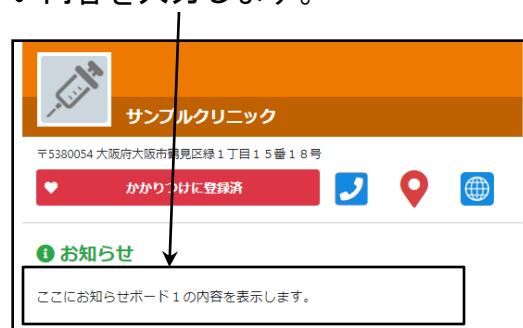 内容を入力します。
サンプルクリニック
〒5380054 大阪府大阪市鶴見区緑1丁目15番18号
かかりつけに登録済
お知らせ
ここにお知らせボード1の内容を表示します。